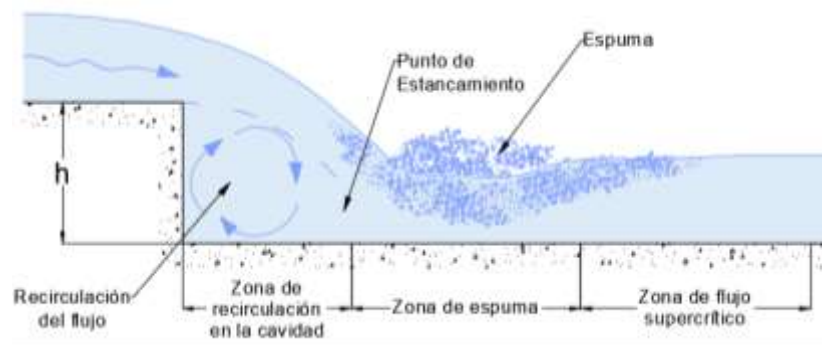 Espuma
Punto de
Estancamiento
h
Recirculación
del flujo
Zona de
recirculación
en la cavidad
Zona de espuma
Zona de flujo
supercrítico